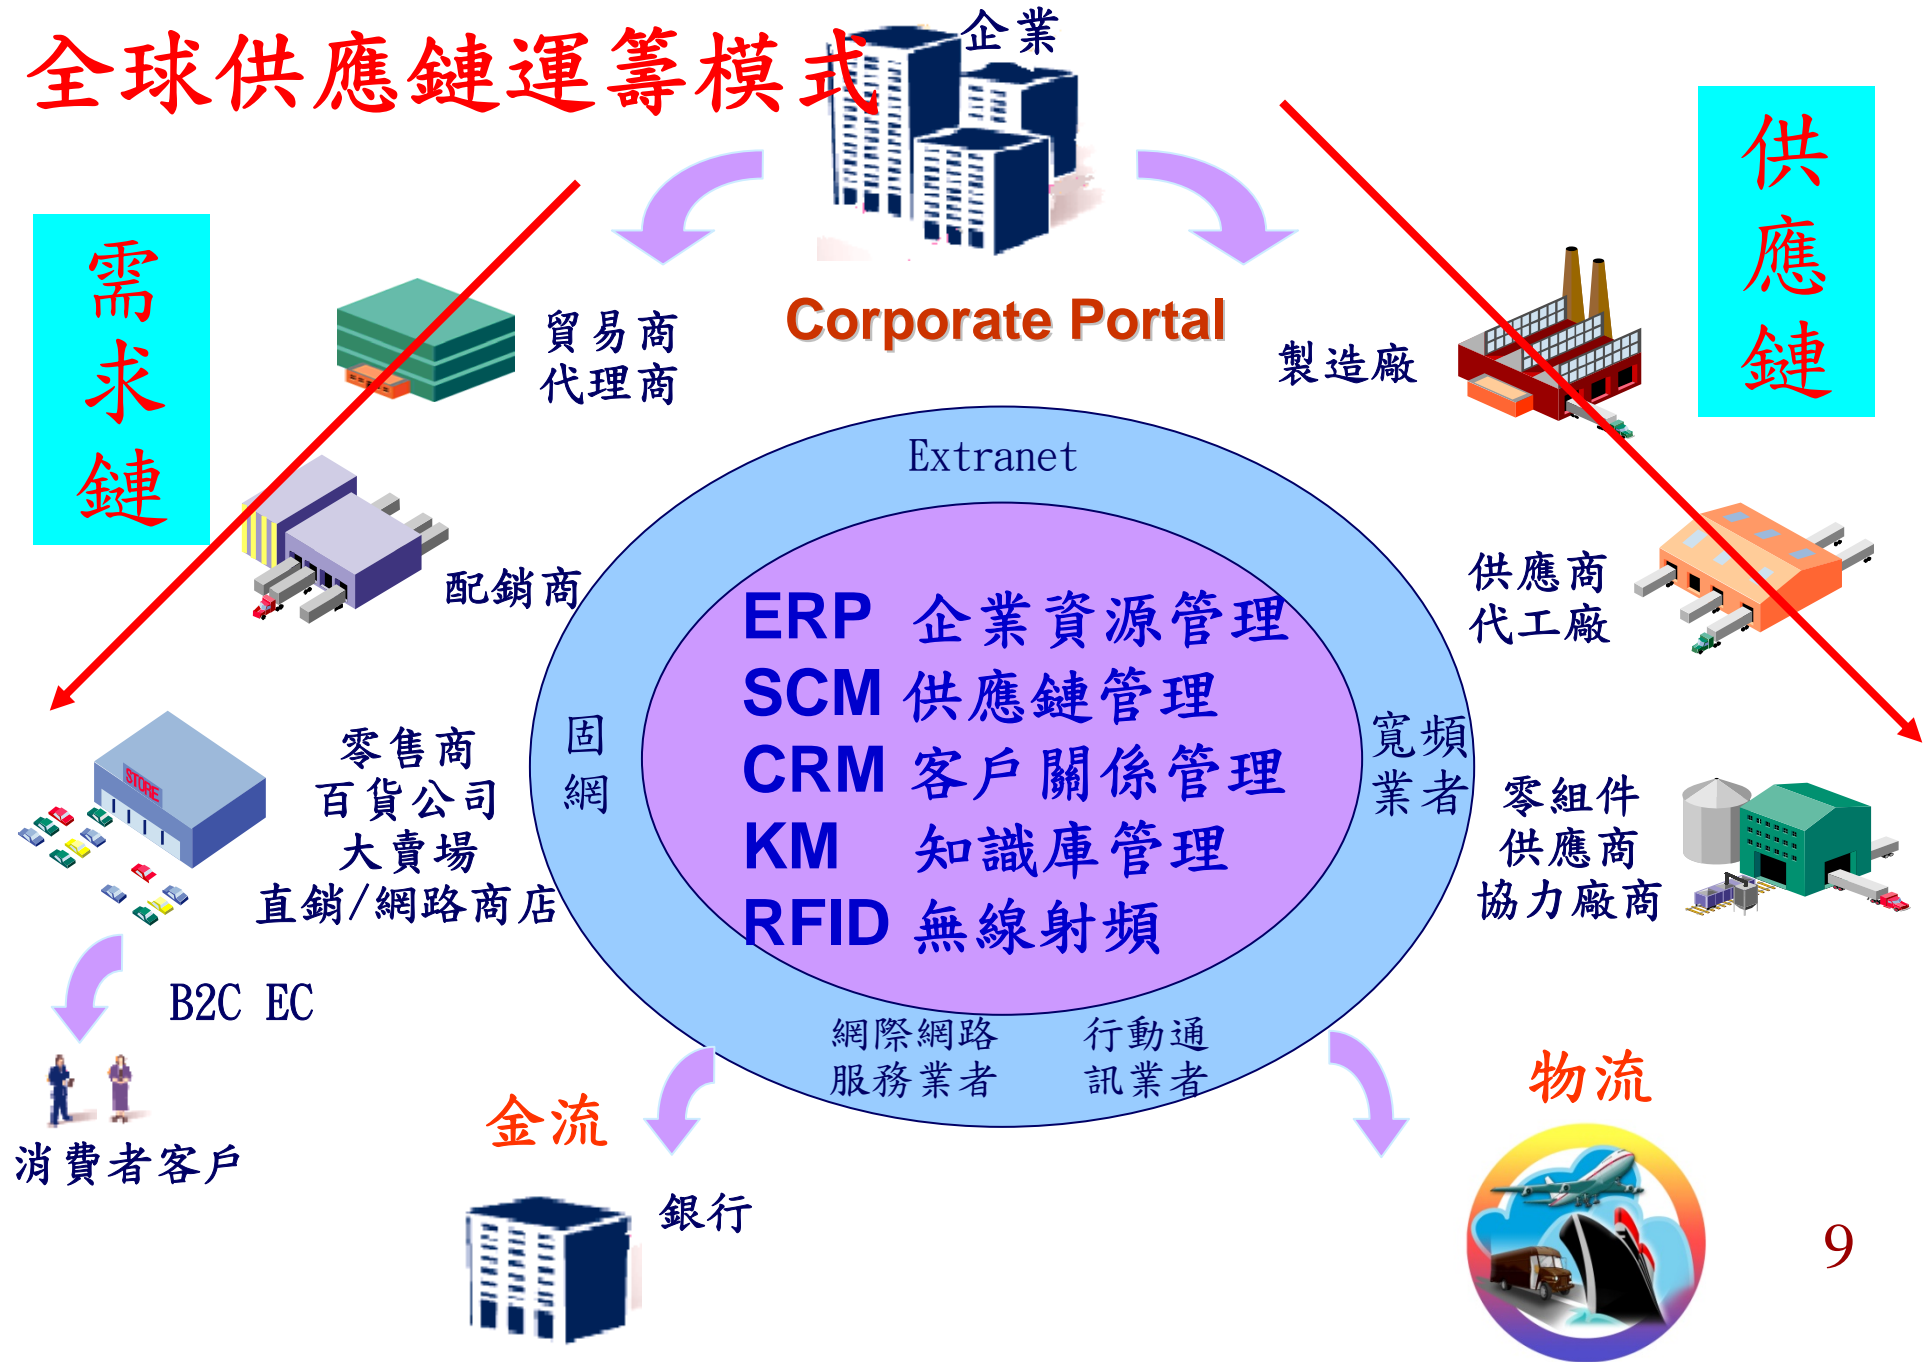 全球供應鏈運籌模式
企業
供應鏈
需求鏈
Corporate Portal
貿易商
代理商
製造廠
Extranet
配銷商
供應商
代工廠
ERP 企業資源管理
SCM 供應鏈管理
CRM 客戶關係管理
KM 知識庫管理
RFID 無線射頻
固網
寬頻
業者
STORE
零售商
百貨公司
大賣場
直銷/網路商店
零組件
供應商
協力廠商
B2C EC
網際網路
服務業者
行動通
訊業者
消費者客戶
金流
銀行
物流
9